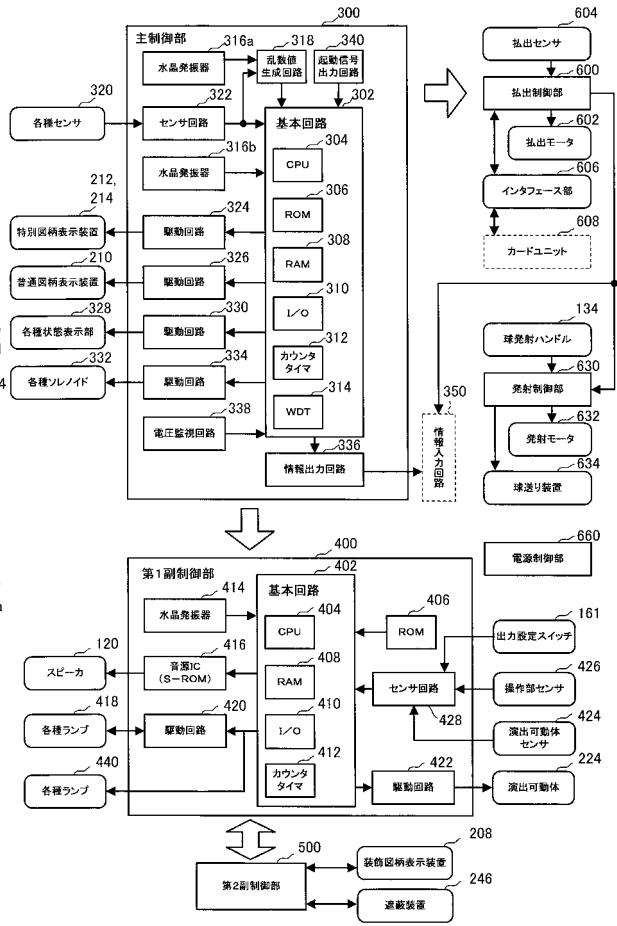 300
主制御部
316a
水晶発振器
318
乱数値
生成回路
340
起動信号
出力回路
604
払出センサ
600
払出制御部
602
払出モータ
606
インタフェース部
608
カードユニット
320
各種センサ
322
センサ回路
302
基本回路
304
CPU
306
ROM
308
RAM
310
I/O
312
カウンタ
タイマ
314
WDT
316b
水晶発振器
212,
214
特別図柄表示装置
324
駆動回路
210
普通図柄表示装置
326
駆動回路
328
各種状態表示部
330
駆動回路
332
各種ソレノイド
334
駆動回路
338
電圧監視回路
336
情報出力回路
350
情報入力回路
134
球発射ハンドル
630
発射制御部
632
発射モータ
634
球送り装置
660
電源制御部
400
第1副制御部
414
水晶発振器
402
基本回路
404
CPU
408
RAM
410
I/O
412
カウンタ
タイマ
406
ROM
161
出力設定スイッチ
120
スピーカ
416
音源IC
(S-ROM)
センサ回路
428
426
操作部センサ
424
演出可動体
センサ
418
各種ランプ
420
駆動回路
440
各種ランプ
422
駆動回路
224
演出可動体
500
第2副制御部
208
装飾図柄表示装置
246
遮蔽装置